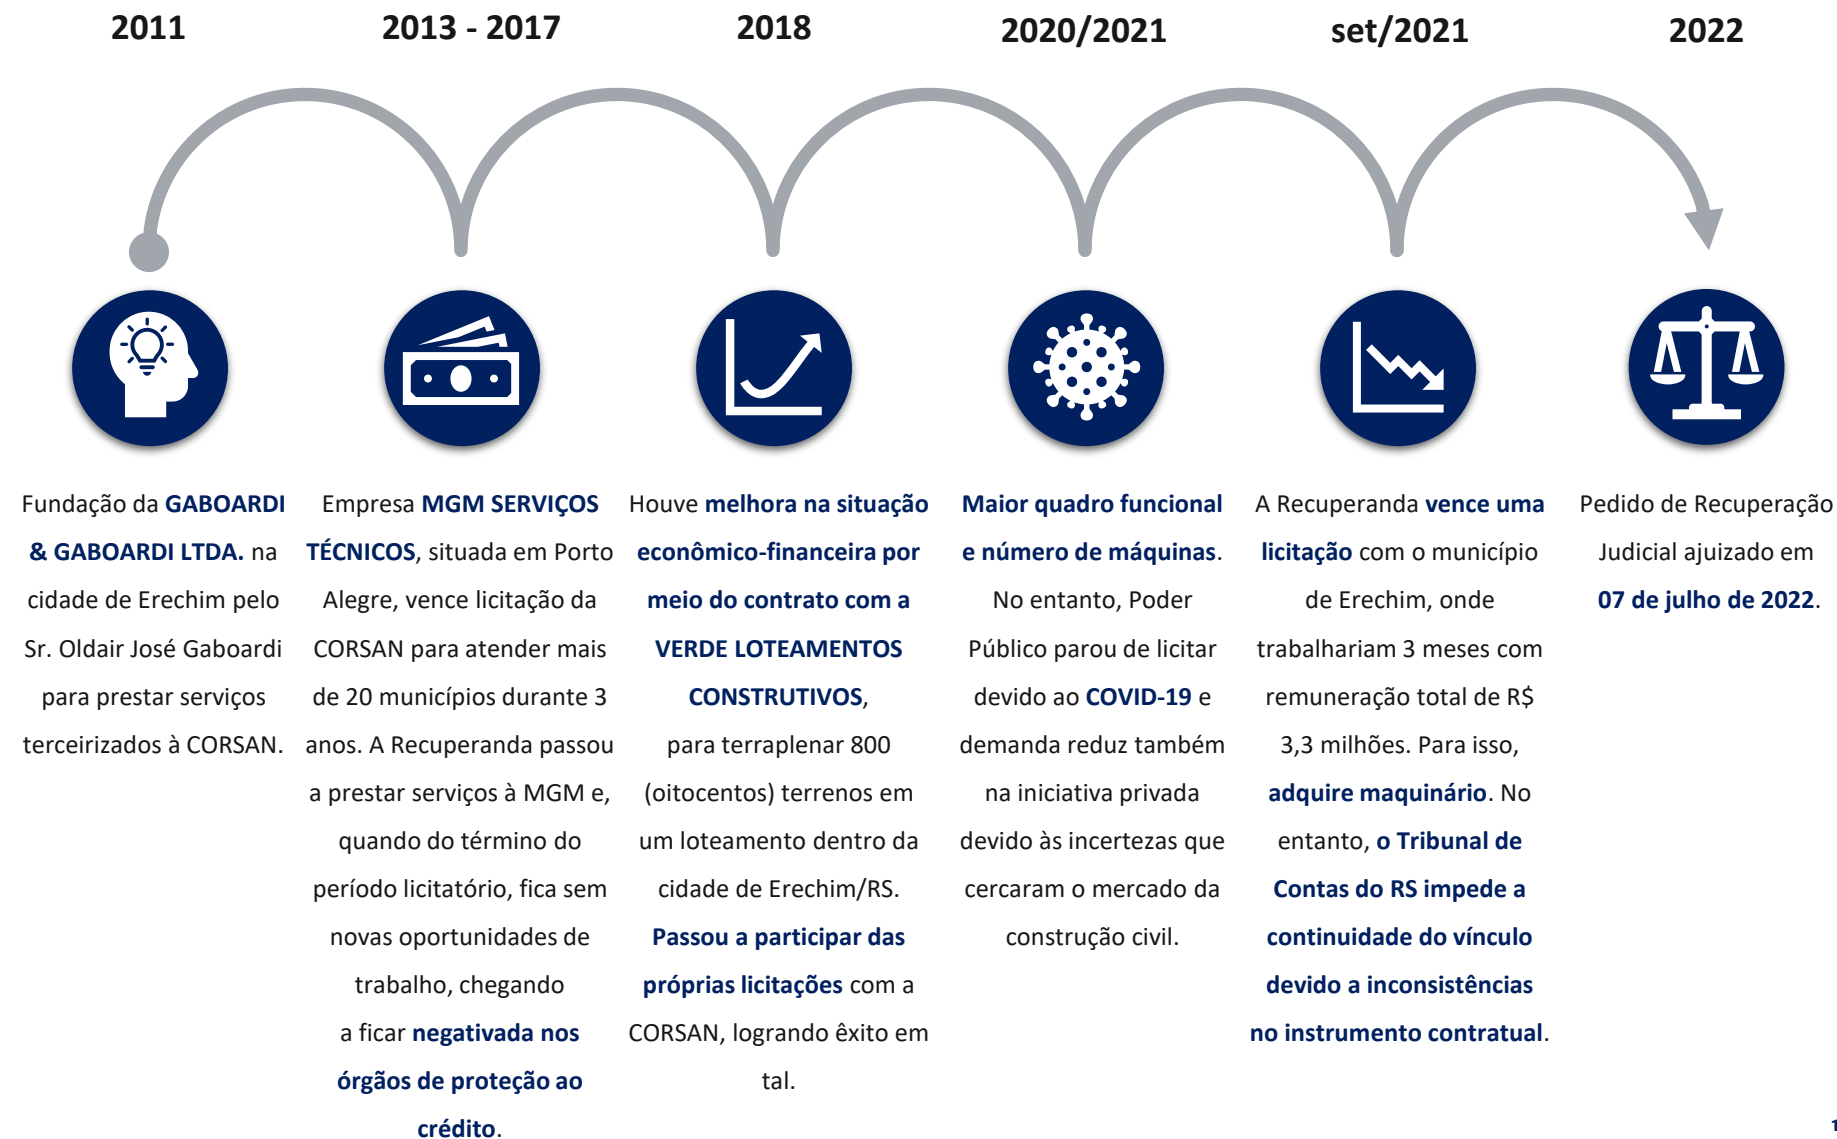 2011
Fundação da GABOARDI
& GABOARDI LTDA. na
cidade de Erechim pelo
Sr. Oldair José Gaboardi
para prestar serviços
terceirizados à CORSAN.
2013 - 2017
Empresa MGM SERVIÇOS
TÉCNICOS, situada em Porto
Alegre, vence licitação da
CORSAN para atender mais
de 20 municípios durante 3
anos. A Recuperanda passou
a prestar serviços à MGM e,
quando do término do
período licitatório, fica sem
novas oportunidades de
trabalho, chegando
a ficar negativada nos
órgãos de proteção ao
crédito.
2018
Houve melhora na situação
econômico-financeira por
meio do contrato com a
VERDE LOTEAMENTOS
CONSTRUTIVOS,
para terraplenar 800
(oitocentos) terrenos em
um loteamento dentro da
cidade de Erechim/RS.
Passou a participar das
próprias licitações com a
CORSAN, logrando êxito em
tal.
2020/2021
Maior quadro funcional
e número de máquinas.
No entanto, Poder
Público parou de licitar
devido ao COVID-19 e
demanda reduz também
na iniciativa privada
devido às incertezas que
cercaram o mercado da
construção civil.
set/2021
A Recuperanda vence uma
licitação com o município
de Erechim, onde
trabalhariam 3 meses com
remuneração total de R$
3,3 milhões. Para isso,
adquire maquinário. No
entanto, o Tribunal de
Contas do RS impede a
continuidade do vínculo
devido a inconsistências
no instrumento contratual.
2022
Pedido de Recuperação
Judicial ajuizado em
07 de julho de 2022.